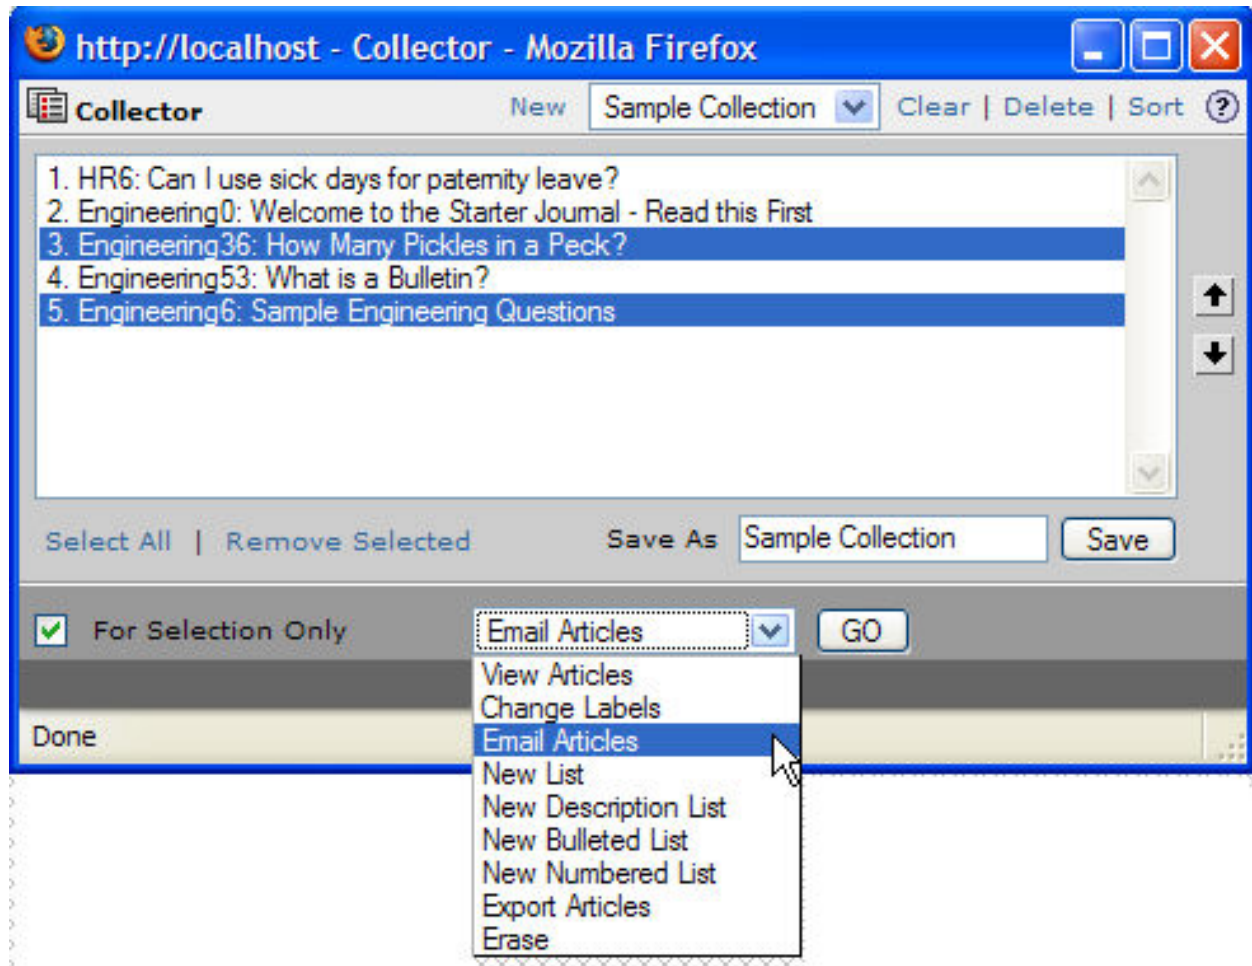 http://localhost - Collector - Mozilla Firefox
Collector New Sample Collection Clear | Delete | Sort ?
1. HR6: Can I use sick days for paternity leave?
2. Engineering0: Welcome to the Starter Journal - Read this First
3. Engineering36: How Many Pickles in a Peck?
4. Engineering53: What is a Bulletin?
5. Engineering6: Sample Engineering Questions
Select All | Remove Selected Save As Sample Collection Save
For Selection Only Email Articles GO
View Articles
Change Labels
Done Email Articles
New List
New Description List
New Bulleted List
New Numbered List
Export Articles
Erase